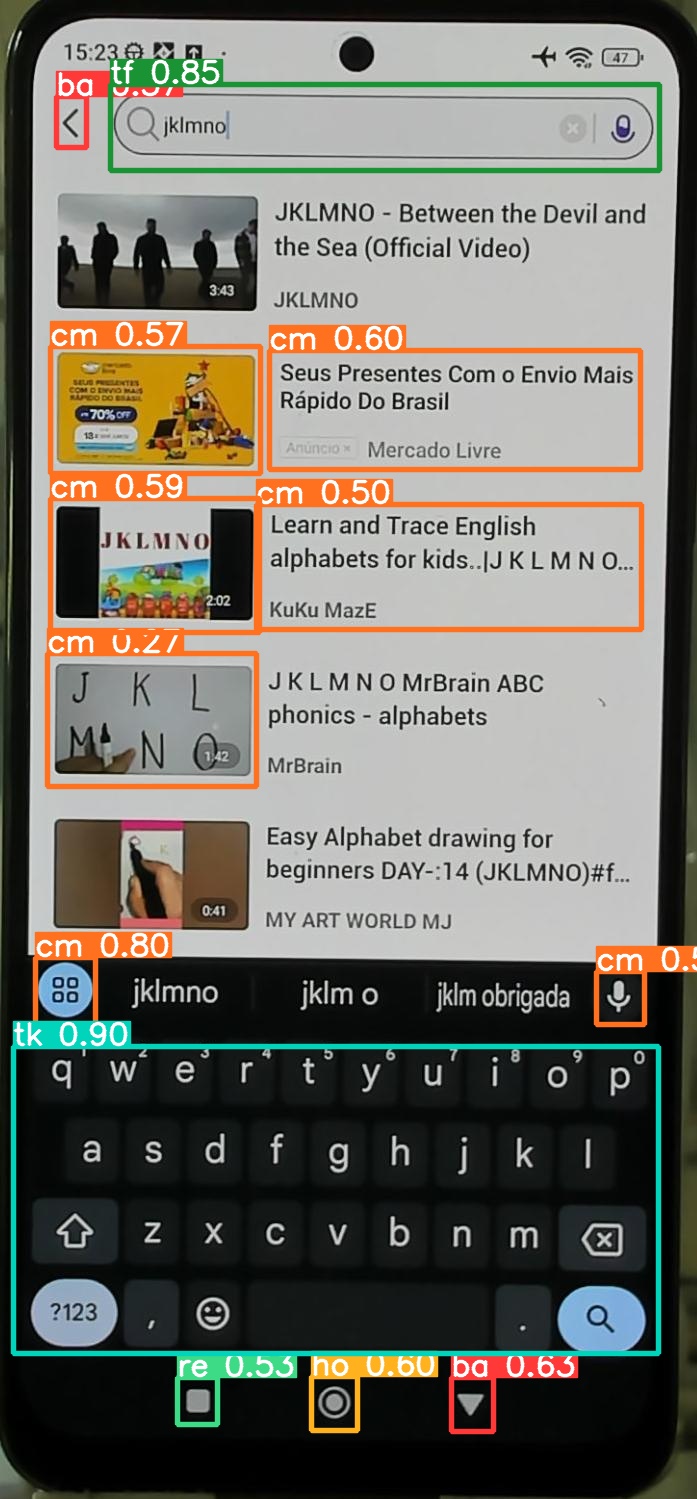 15:23
47
tf 0.85
ba
jklmno
JKLMNO - Between the Devil and
the Sea (Official Video)
3:43
JKLMNO
cm 0.57
cm 0.60
mercado
livre
SEUS PRESENTES
COM O ENVIO MAIS
RÁPIDO DO BRASIL
70% OFF
Seus Presentes Com o Envio Mais
Rápido Do Brasil
Anúncio
Mercado Livre
cm 0.59
cm 0.50
JKLMNO
2:02
Learn and Trace English
alphabets for kids..|J K L M N O...
KuKu MazE
cm 0.27
J K L
M N O
1:42
J K L M N O MrBrain ABC
phonics - alphabets
MrBrain
0:41
Easy Alphabet drawing for
beginners DAY-:14 (JKLMNO)#f...
MY ART WORLD MJ
cm 0.80
cm 0.5
jklmno
jklm o
jklm obrigada
tk 0.90
q w e r t y u i o p
1 2 3 4 5 6 7 8 9 0
a s d f g h j k l
z x c v b n m
?123 , .
re 0.53
ho 0.60
ba 0.63